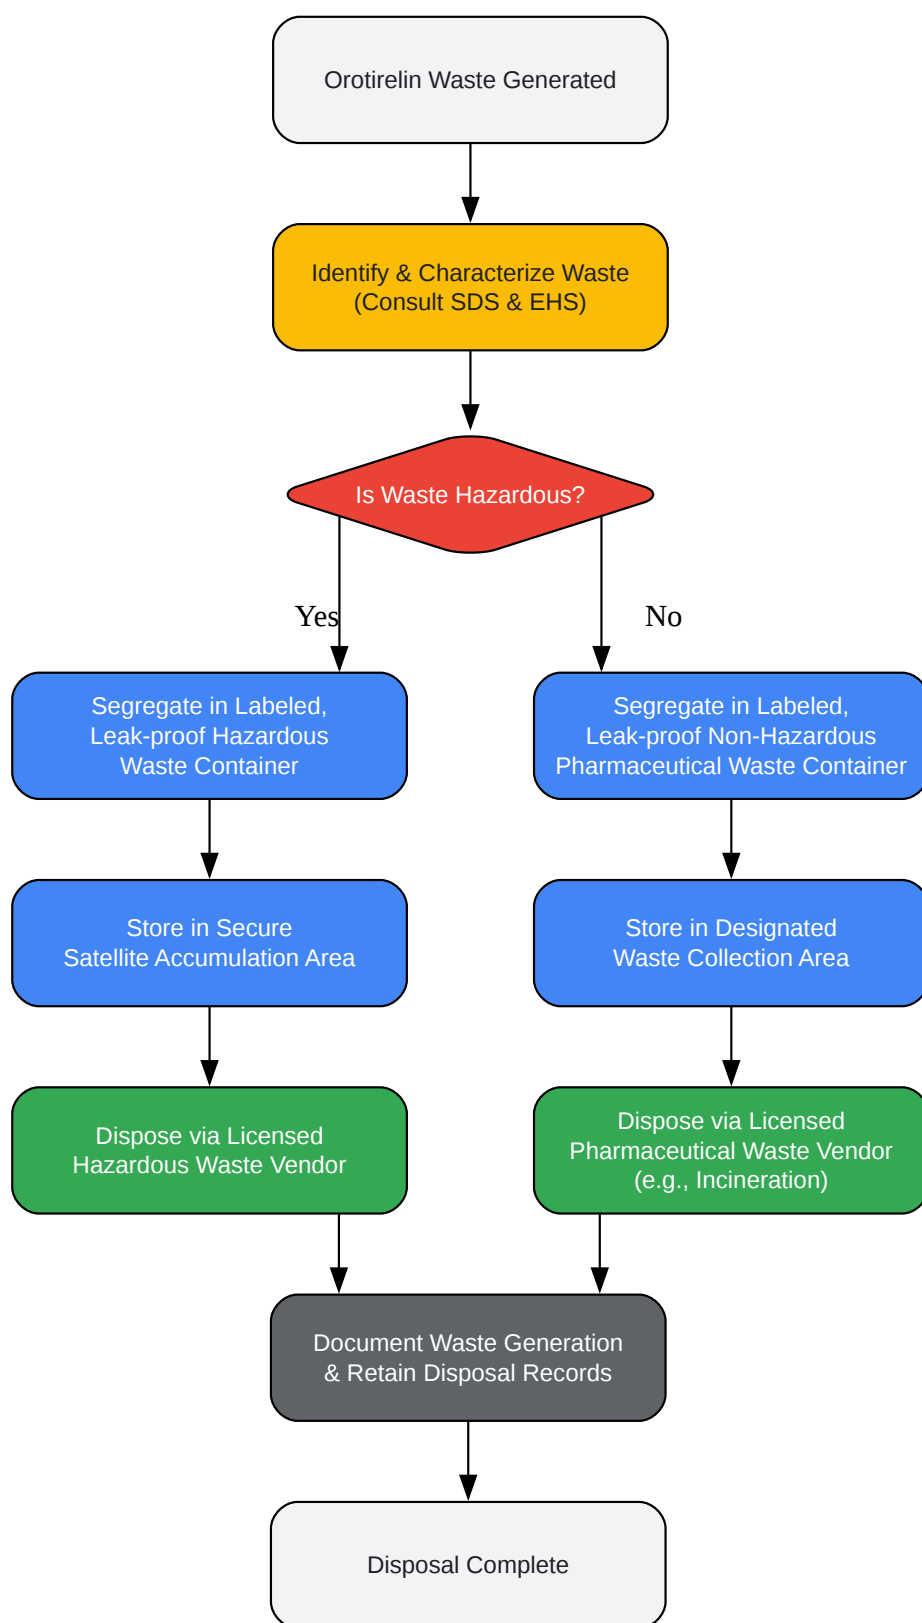 Orotirelin Waste Generated
Identify & Characterize Waste
(Consult SDS & EHS)
Is Waste Hazardous?
Yes
No
Segregate in Labeled,
Leak-proof Hazardous
Waste Container
Segregate in Labeled,
Leak-proof Non-Hazardous
Pharmaceutical Waste Container
Store in Secure
Satellite Accumulation Area
Store in Designated
Waste Collection Area
Dispose via Licensed
Hazardous Waste Vendor
Dispose via Licensed
Pharmaceutical Waste Vendor
(e.g., Incineration)
Document Waste Generation
& Retain Disposal Records
Disposal Complete